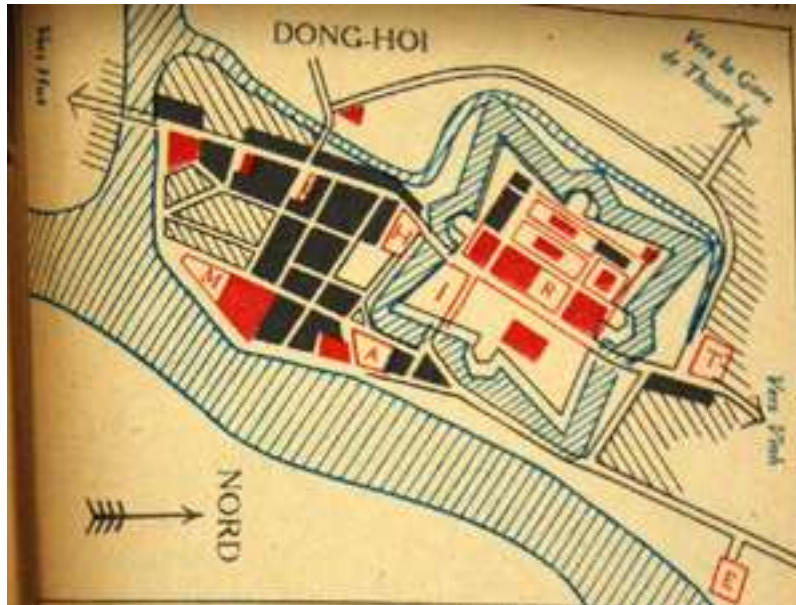 DONG-HOI
Vers Hué
Vers la Gare
de Thuan Ly
H
M
I
R
A
T
Vers Vinh
NORD
E